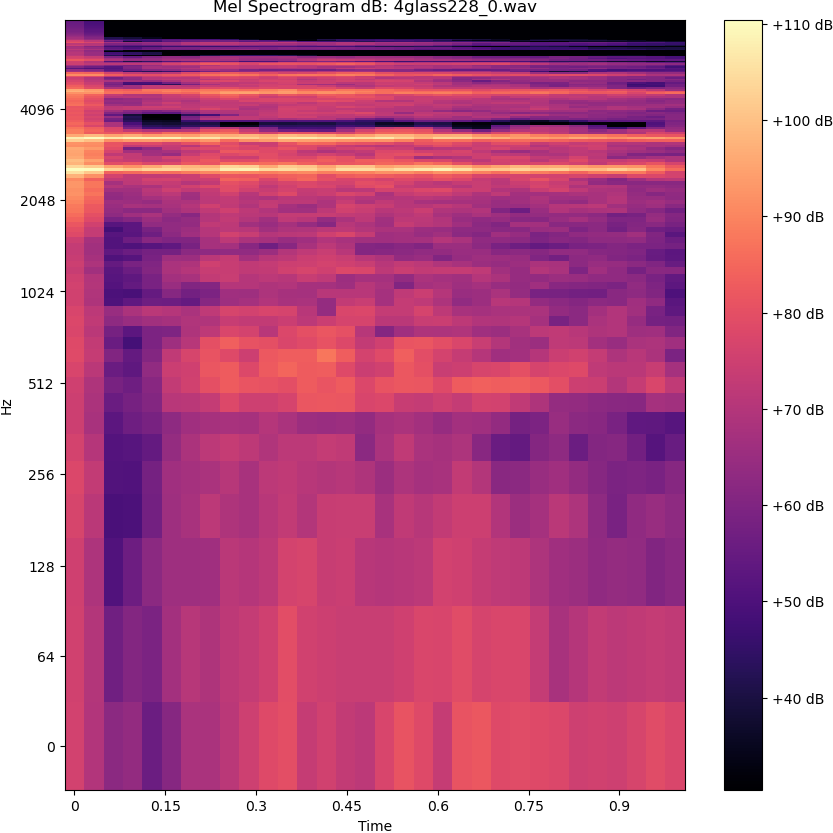 Mel Spectrogram dB: 4glass228_0.wav
+110 dB
4096
+100 dB
2048
+90 dB
1024
+80 dB
512
Hz
+70 dB
256
+60 dB
128
+50 dB
64
+40 dB
0
0 0.15 0.3 0.45 0.6 0.75 0.9
Time